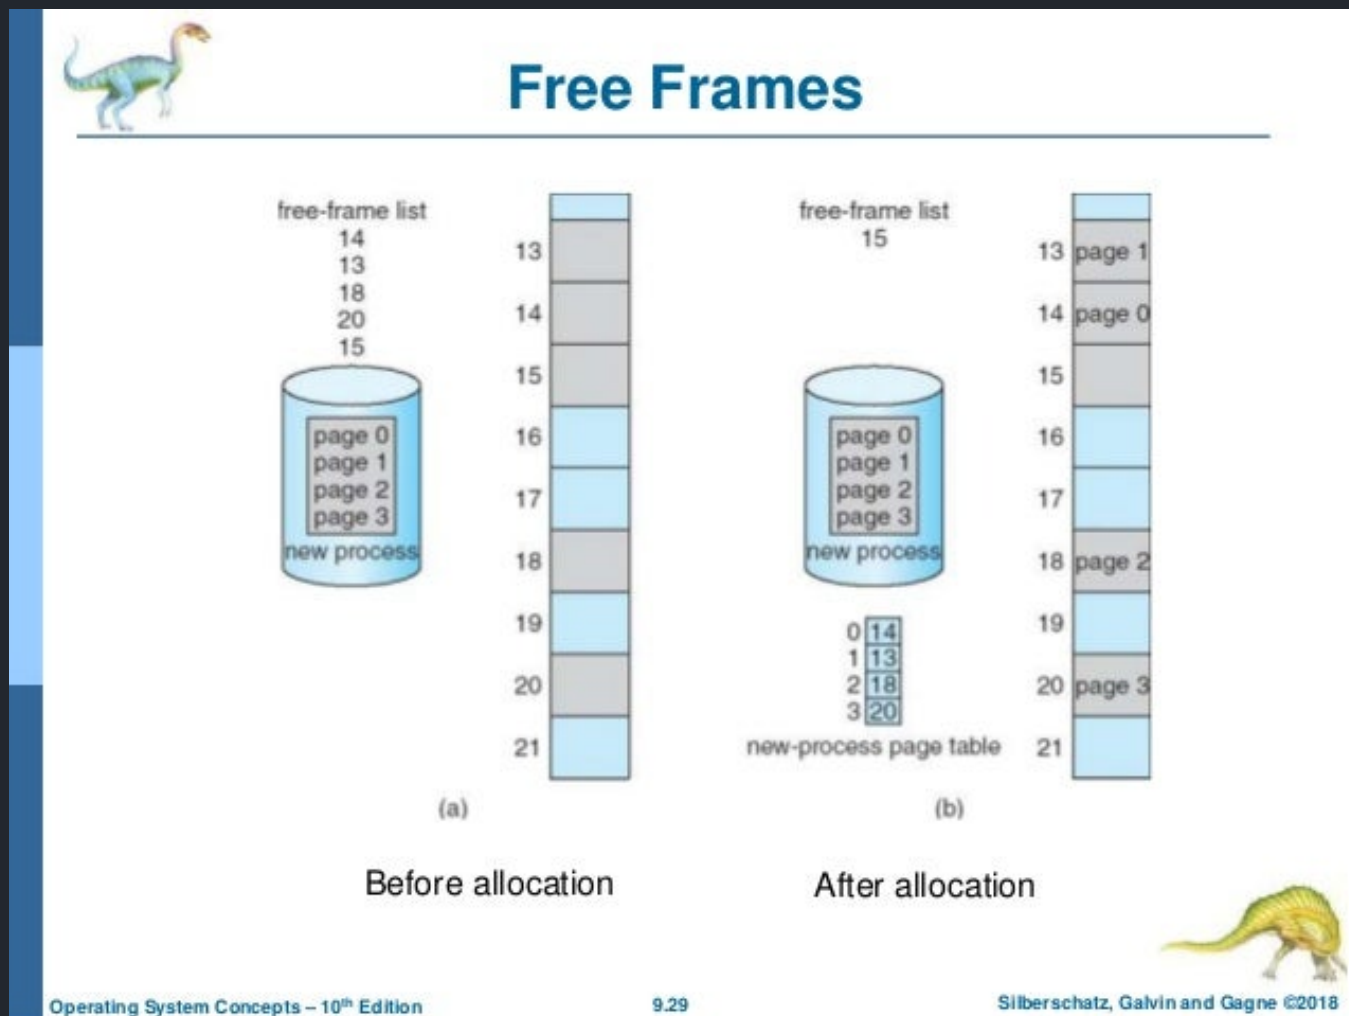 Free Frames
free-frame list
14
13
18
20
15
page 0
page 1
page 2
page 3
new process
13
14
15
16
17
18
19
20
21
(a)
Before allocation
free-frame list
15
page 0
page 1
page 2
page 3
new process
0 14
1 13
2 18
3 20
new-process page table
13 page 1
14 page 0
15
16
17
18 page 2
19
20 page 3
21
(b)
After allocation
Operating System Concepts – 10th Edition
9.29
Silberschatz, Galvin and Gagne ©2018